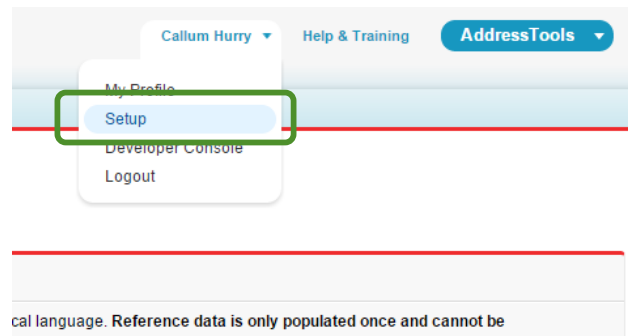 Callum Hurry Help & Training AddressTools
My Profile
Setup
Developer Console
Logout
cal language. Reference data is only populated once and cannot be